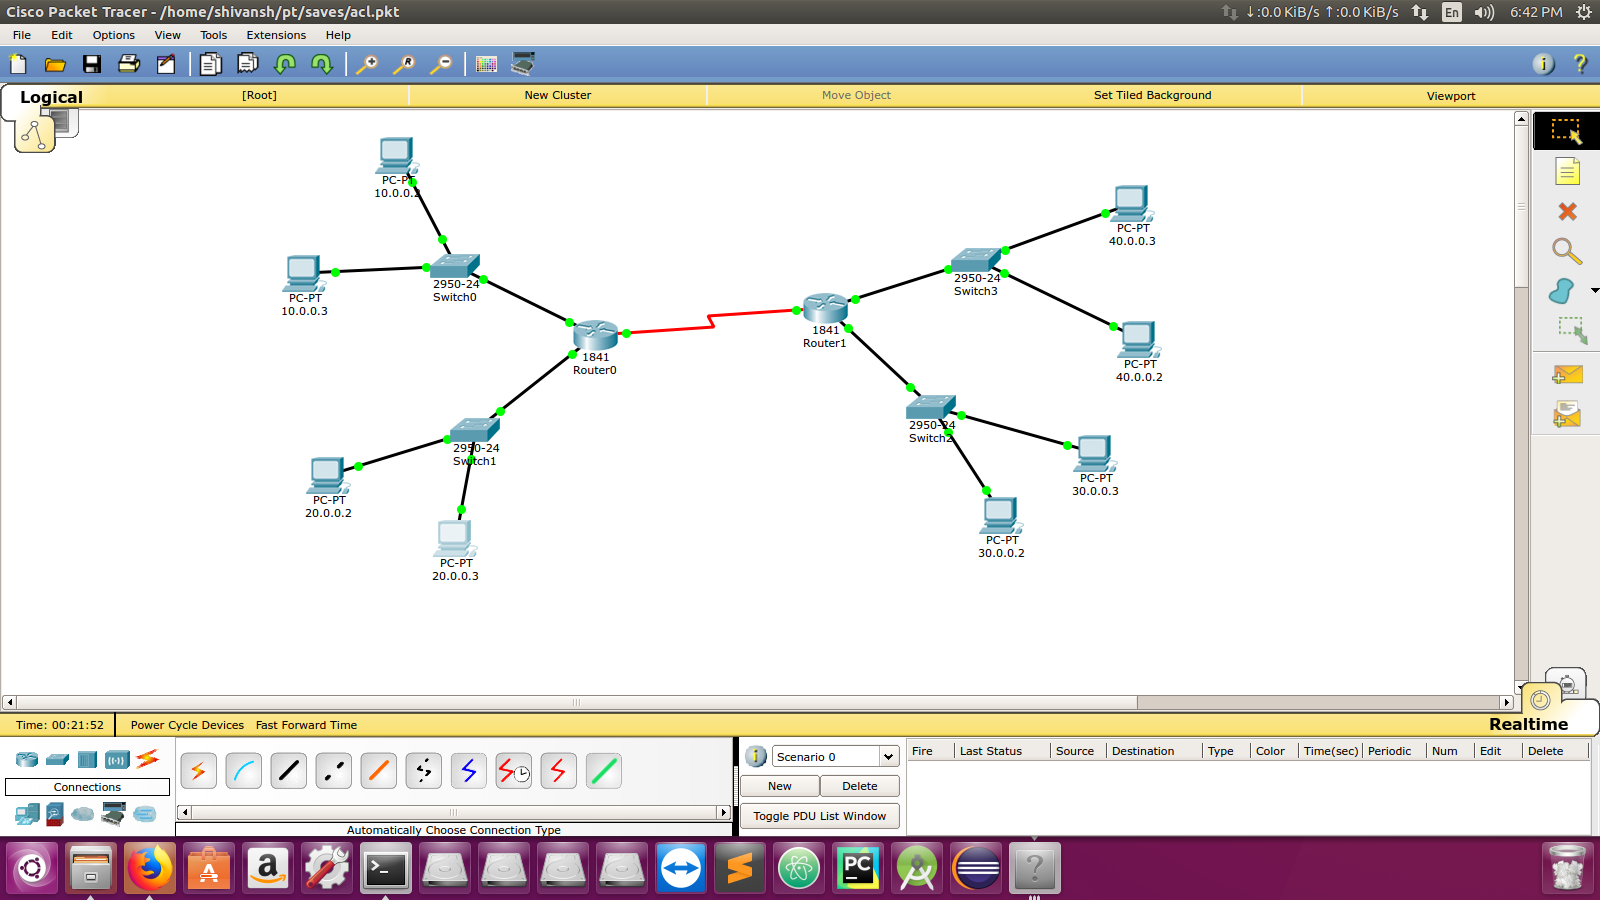 Cisco Packet Tracer - /home/shivansh/pt/saves/acl.pkt
↓:0.0 KiB/s ↑:0.0 KiB/s En 6:42 PM
File Edit Options View Tools Extensions Help
Logical [Root] New Cluster Move Object Set Tiled Background Viewport
PC-PT
10.0.0.2
PC-PT
10.0.0.3
2950-24
Switch0
1841
Router0
2950-24
Switch1
PC-PT
20.0.0.2
PC-PT
20.0.0.3
1841
Router1
2950-24
Switch3
PC-PT
40.0.0.3
PC-PT
40.0.0.2
2950-24
Switch2
PC-PT
30.0.0.3
PC-PT
30.0.0.2
Time: 00:21:52 Power Cycle Devices Fast Forward Time Realtime
Connections
Automatically Choose Connection Type
Scenario 0
New Delete
Toggle PDU List Window
Fire Last Status Source Destination Type Color Time(sec) Periodic Num Edit Delete
PC